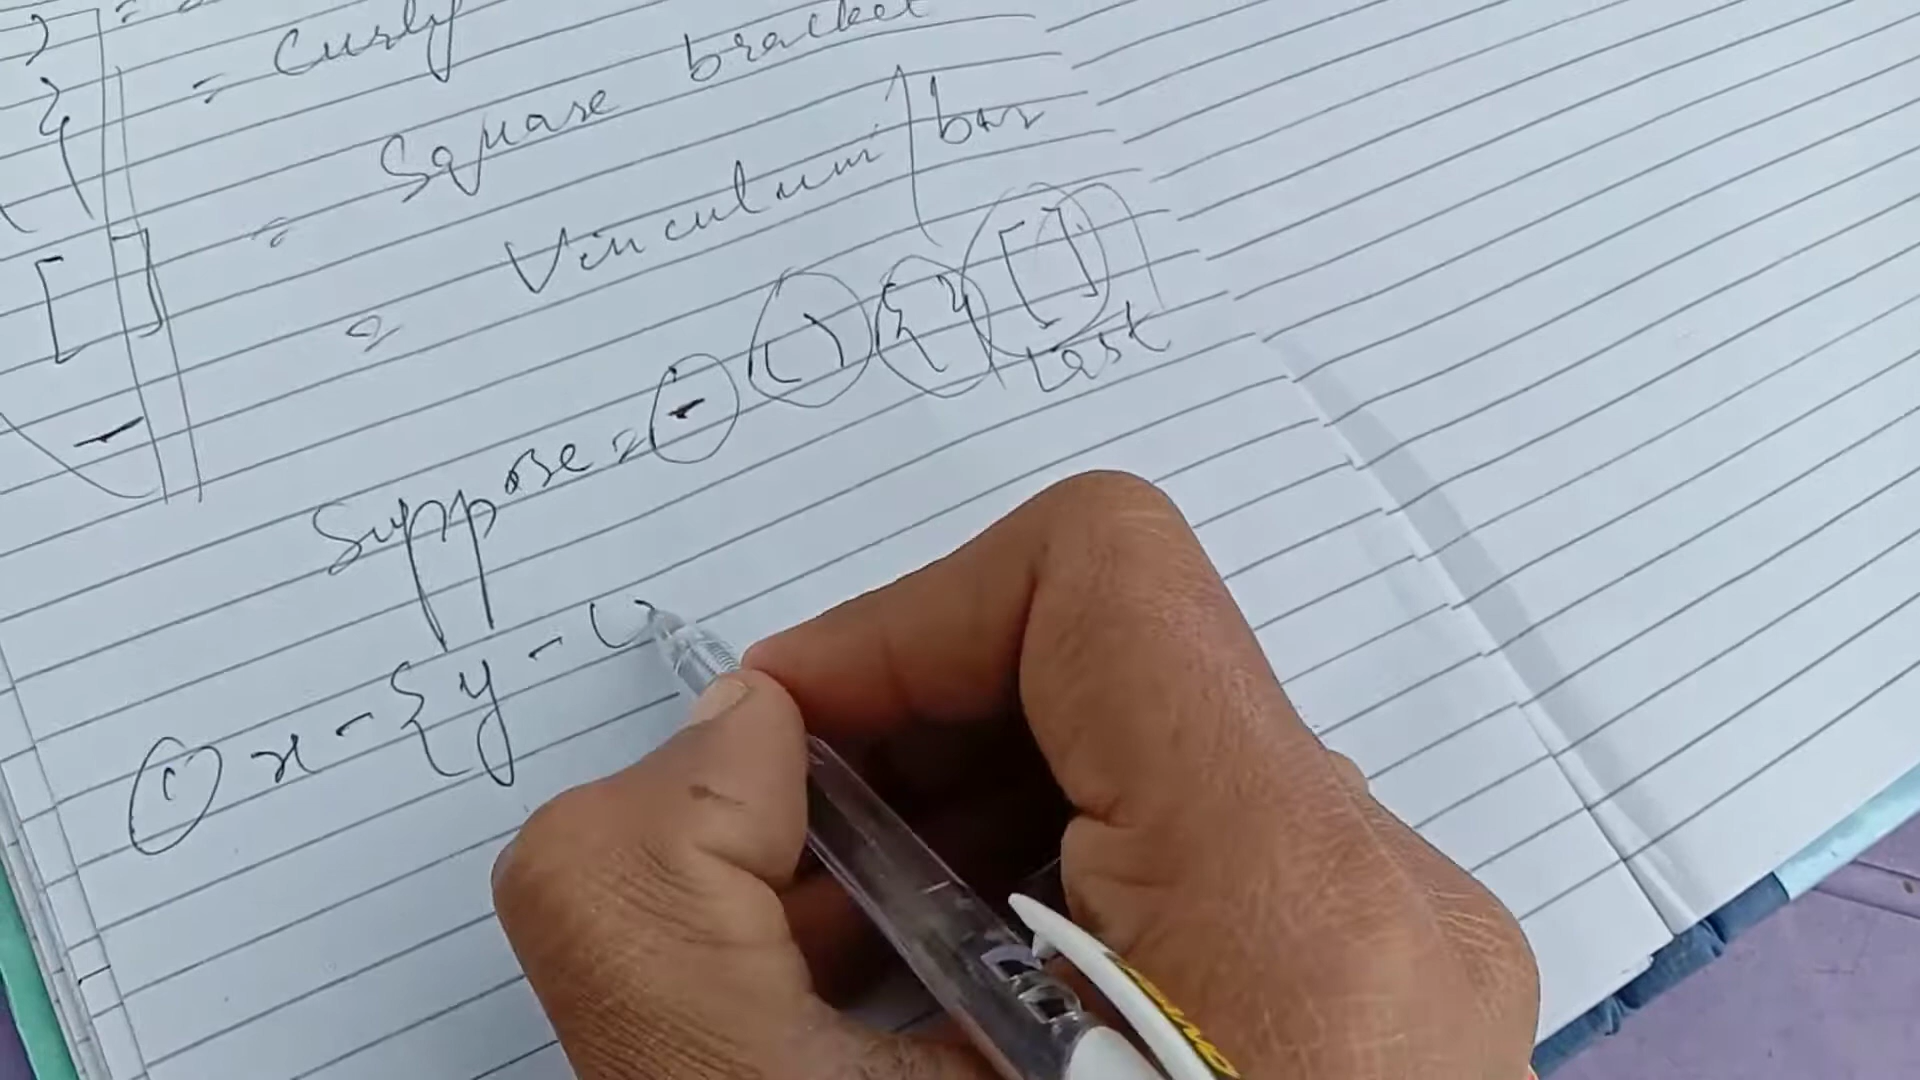 )
{ = Curly
[ ] = Square bracket
- = Vinculum / bar
Suppose = - ( ) { } [ ]
Last
(1) x - {y - (